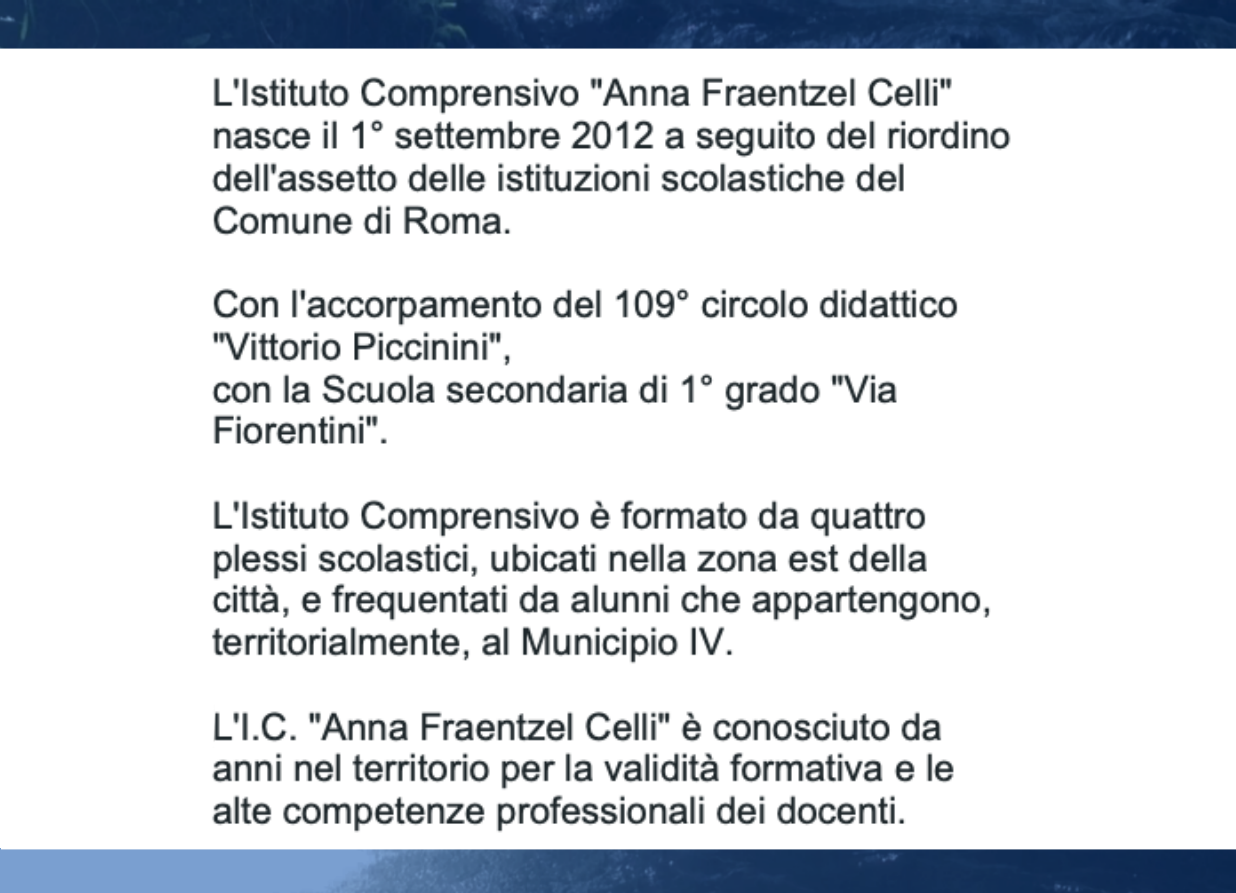 L'Istituto Comprensivo "Anna Fraentzel Celli"
nasce il 1° settembre 2012 a seguito del riordino
dell'assetto delle istituzioni scolastiche del
Comune di Roma.
Con l'accorpamento del 109° circolo didattico
"Vittorio Piccinini",
con la Scuola secondaria di 1° grado "Via
Fiorentini".
L'Istituto Comprensivo è formato da quattro
plessi scolastici, ubicati nella zona est della
città, e frequentati da alunni che appartengono,
territorialmente, al Municipio IV.
L'I.C. "Anna Fraentzel Celli" è conosciuto da
anni nel territorio per la validità formativa e le
alte competenze professionali dei docenti.